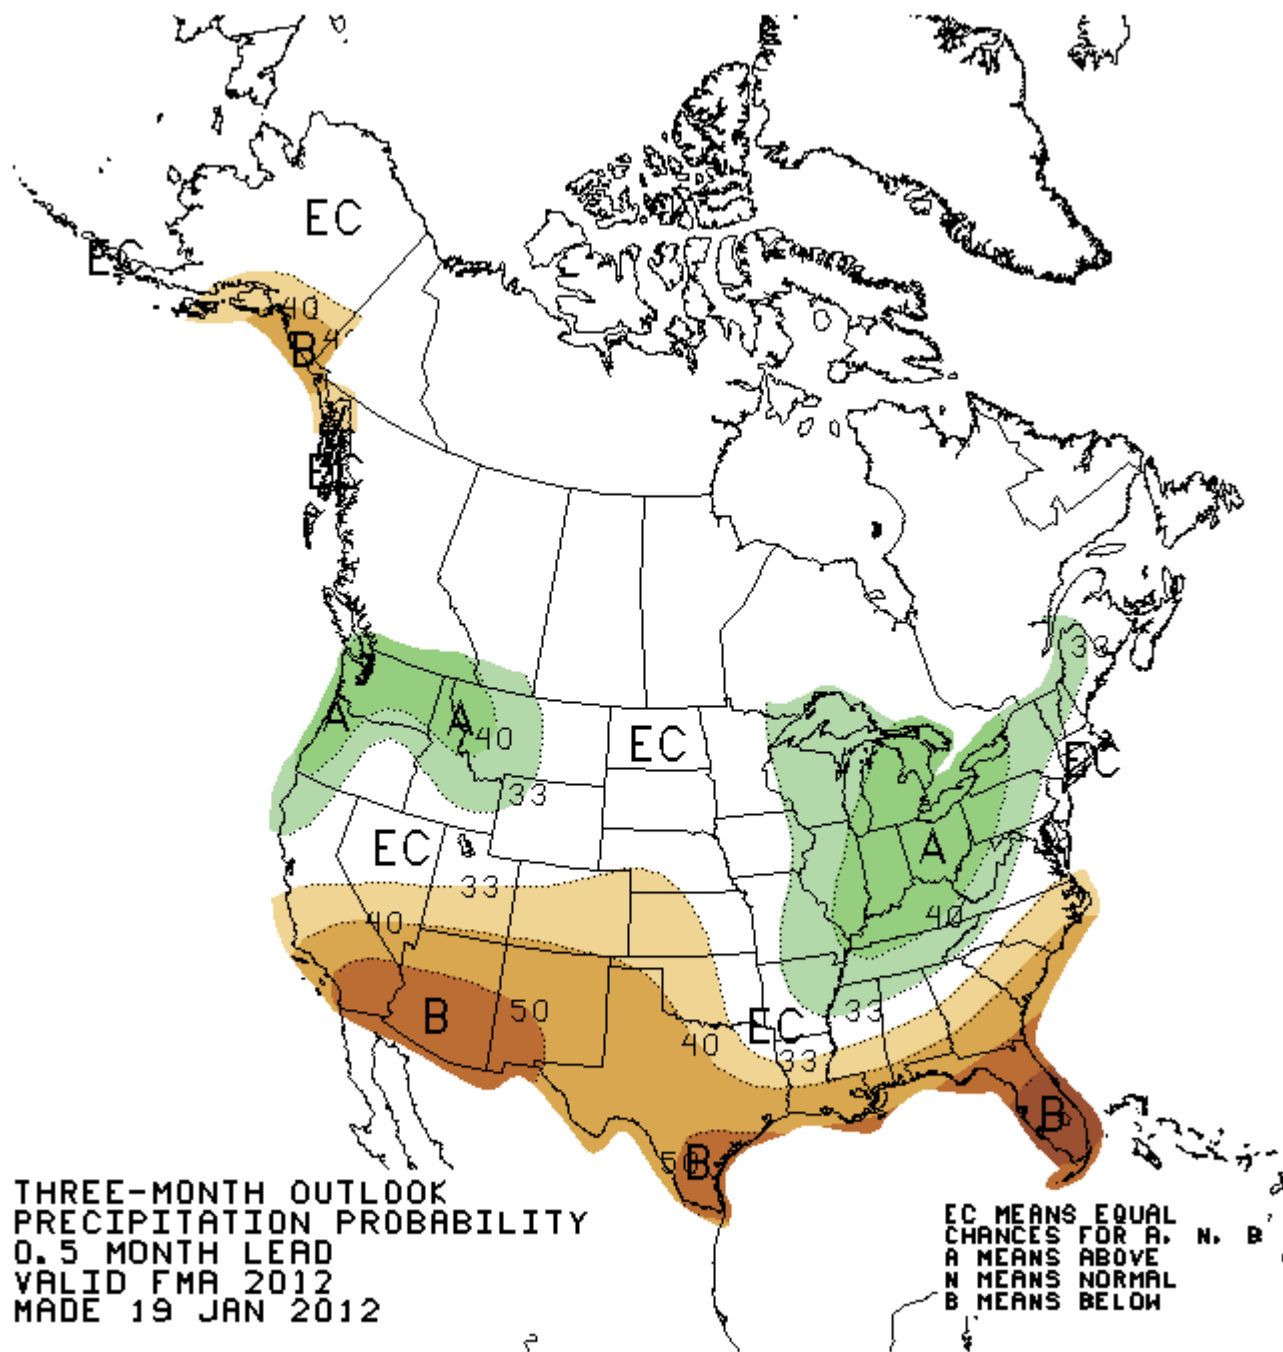 EC
EC
40
4
B
EC
33
A
A
40
EC
EC
33
EC
33
A
40
40
B
50
EC
33
40
33
B
50
B
THREE-MONTH OUTLOOK
PRECIPITATION PROBABILITY
0.5 MONTH LEAD
VALID FMA 2012
MADE 19 JAN 2012
EC MEANS EQUAL
CHANCES FOR A, N, B
A MEANS ABOVE
N MEANS NORMAL
B MEANS BELOW